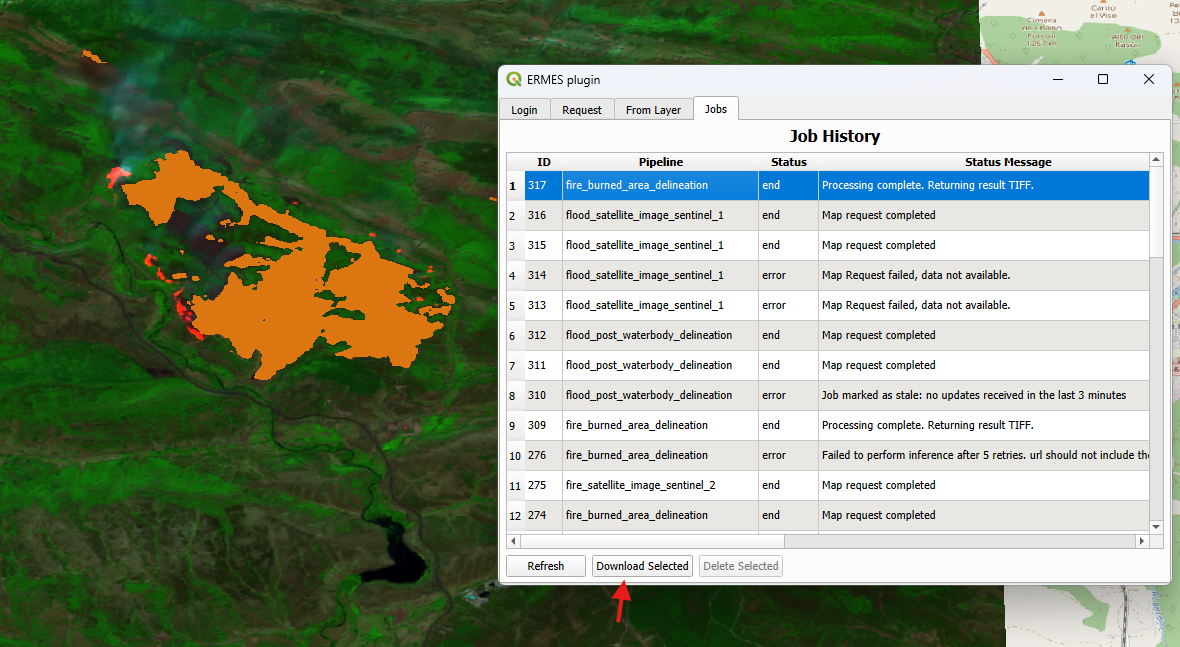 Canto
el Viso
Cimera
1.25.7 m
Alto del
Rasón
ERMES plugin
Login Request From Layer Jobs
Job History
ID Pipeline Status Status Message
1 317 fire_burned_area_delineation end Processing complete. Returning result TIFF.
2 316 flood_satellite_image_sentinel_1 end Map request completed
3 315 flood_satellite_image_sentinel_1 end Map request completed
4 314 flood_satellite_image_sentinel_1 error Map Request failed, data not available.
5 313 flood_satellite_image_sentinel_1 error Map Request failed, data not available.
6 312 flood_post_waterbody_delineation end Map request completed
7 311 flood_post_waterbody_delineation end Map request completed
8 310 flood_post_waterbody_delineation error Job marked as stale: no updates received in the last 3 minutes
9 309 fire_burned_area_delineation end Processing complete. Returning result TIFF.
10 276 fire_burned_area_delineation error Failed to perform inference after 5 retries. url should not include the
11 275 fire_satellite_image_sentinel_2 end Map request completed
12 274 fire_burned_area_delineation end Map request completed
Refresh Download Selected Delete Selected